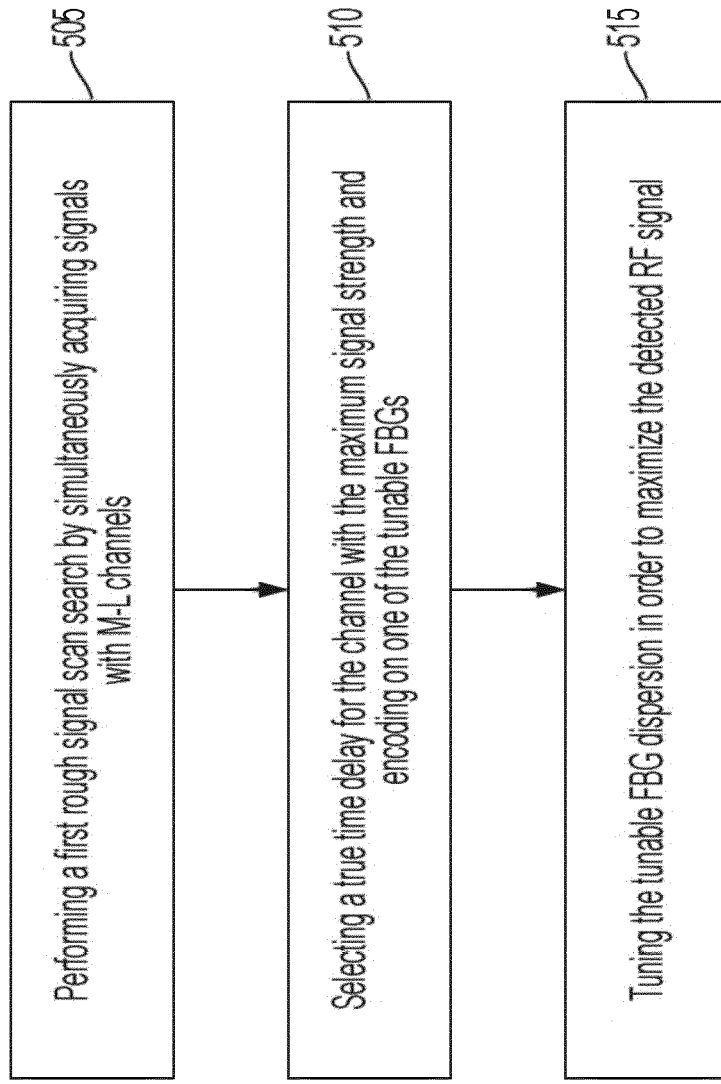 Performing a first rough signal scan search by simultaneously acquiring signals
with M-L channels
505
Selecting a true time delay for the channel with the maximum signal strength and
encoding on one of the tunable FBGs
510
Tuning the tunable FBG dispersion in order to maximize the detected RF signal
515